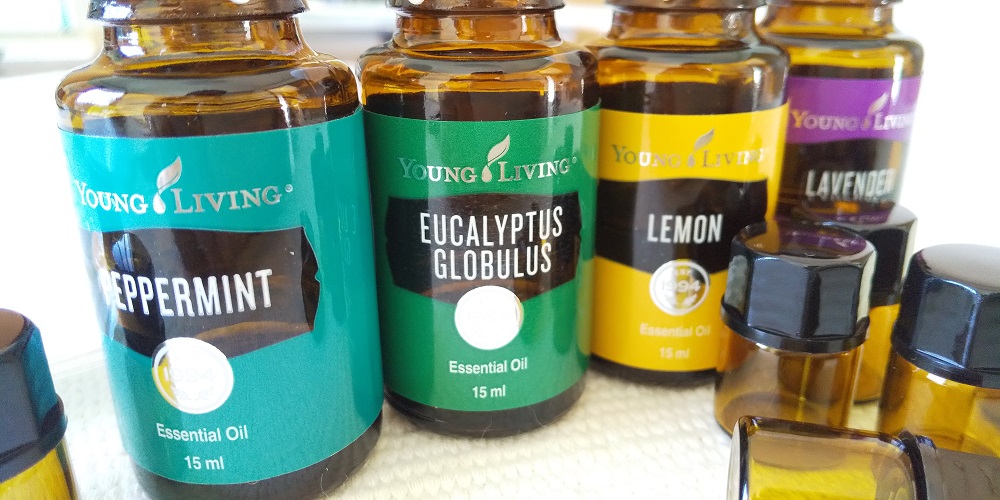 YOUNG LIVING®
PEPPERMINT
Essential Oil
15 ml
YOUNG LIVING®
EUCALYPTUS
GLOBULUS
Essential Oil
15 ml
YOUNG LIVING
LEMON
1994
Essential Oil
15 ml
YOUNG LIVING
LAVENDER